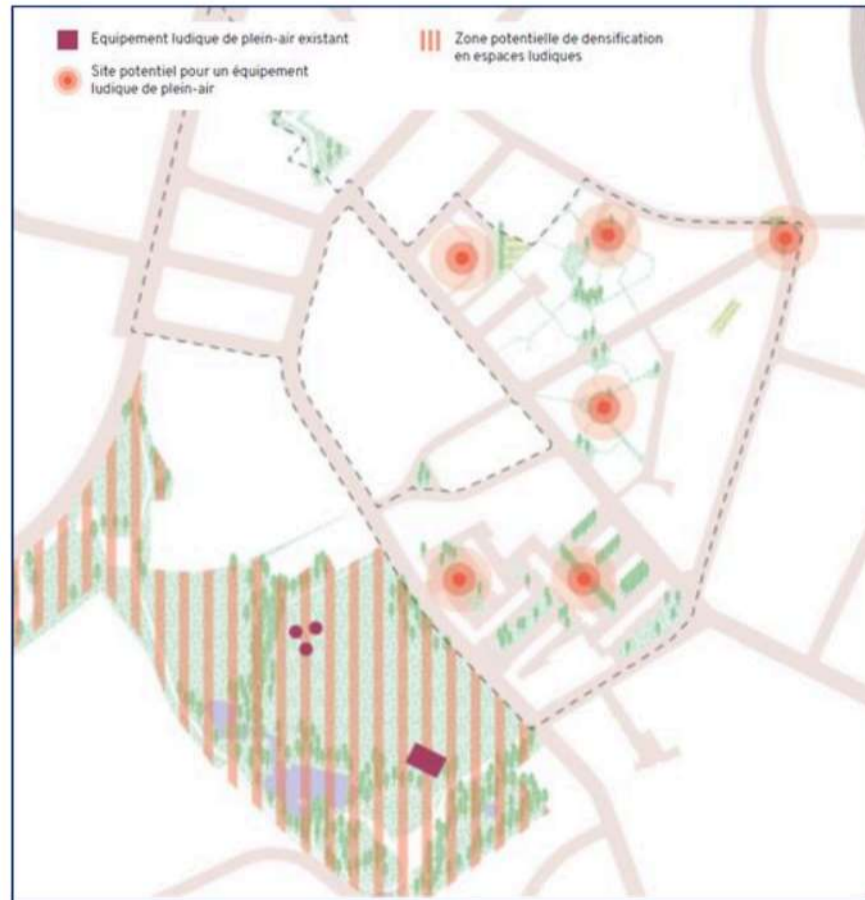 Equipement ludique de plein-air existant
Site potentiel pour un équipement
ludique de plein-air
Zone potentielle de densification
en espaces ludiques